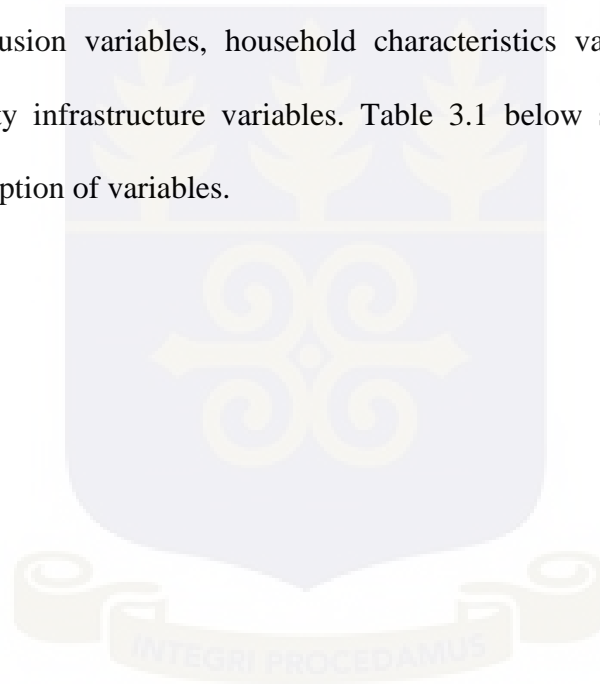 usion variables, household characteristics va
y infrastructure variables. Table 3.1 below s
ption of variables.
INTEGRI PROCEDAMUS